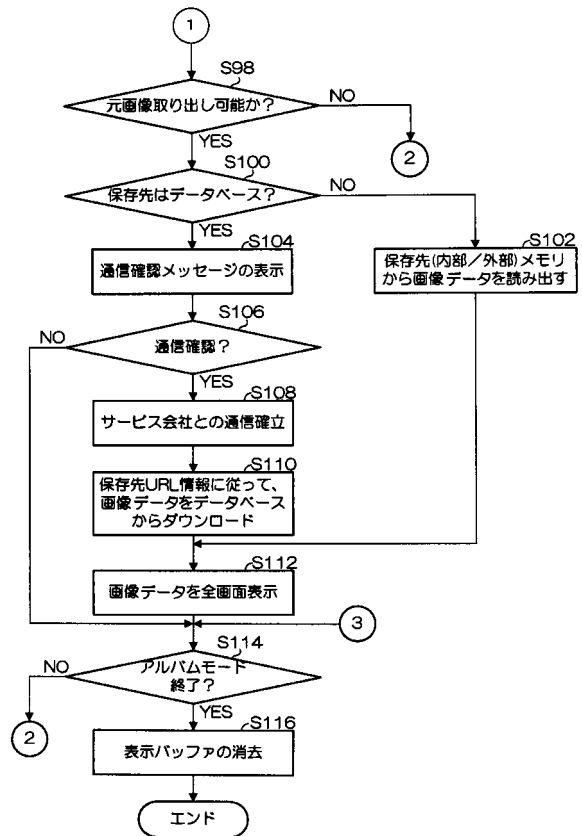 1
S98
元画像取り出し可能か?
NO
YES
2
S100
保存先はデータベース?
NO
YES
S104
通信確認メッセージの表示
S102
保存先(内部/外部)メモリ
から画像データを読み出す
S106
NO
通信確認?
YES
S108
サービス会社との通信確立
S110
保存先URL情報に従って、
画像データをデータベース
からダウンロード
S112
画像データを全画面表示
3
S114
NO
アルバムモード
終了?
YES
2
S116
表示バッファの消去
エンド